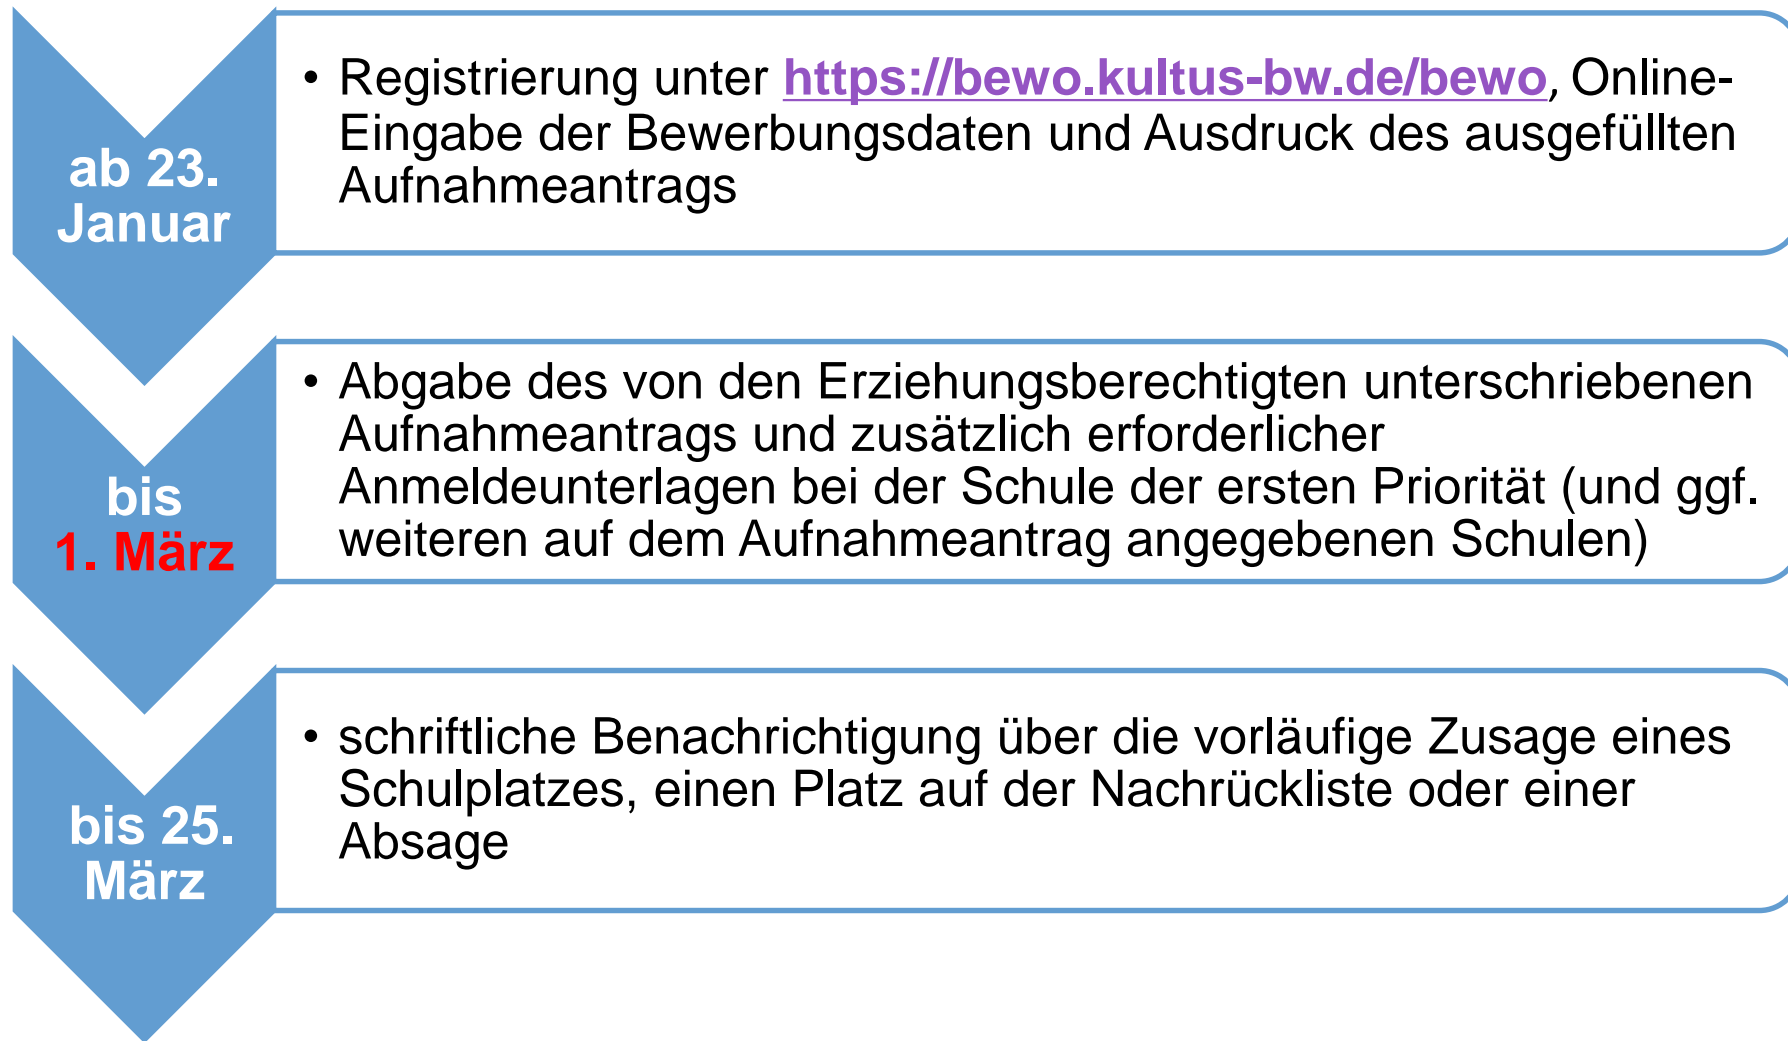 ab 23.
Januar
• Registrierung unter https://bewo.kultus-bw.de/bewo, Online-
Eingabe der Bewerbungsdaten und Ausdruck des ausgefüllten
Aufnahmeantrags
bis
1. März
• Abgabe des von den Erziehungsberechtigten unterschriebenen
Aufnahmeantrags und zusätzlich erforderlicher
Anmeldeunterlagen bei der Schule der ersten Priorität (und ggf.
weiteren auf dem Aufnahmeantrag angegebenen Schulen)
bis 25.
März
• schriftliche Benachrichtigung über die vorläufige Zusage eines
Schulplatzes, einen Platz auf der Nachrückliste oder einer
Absage